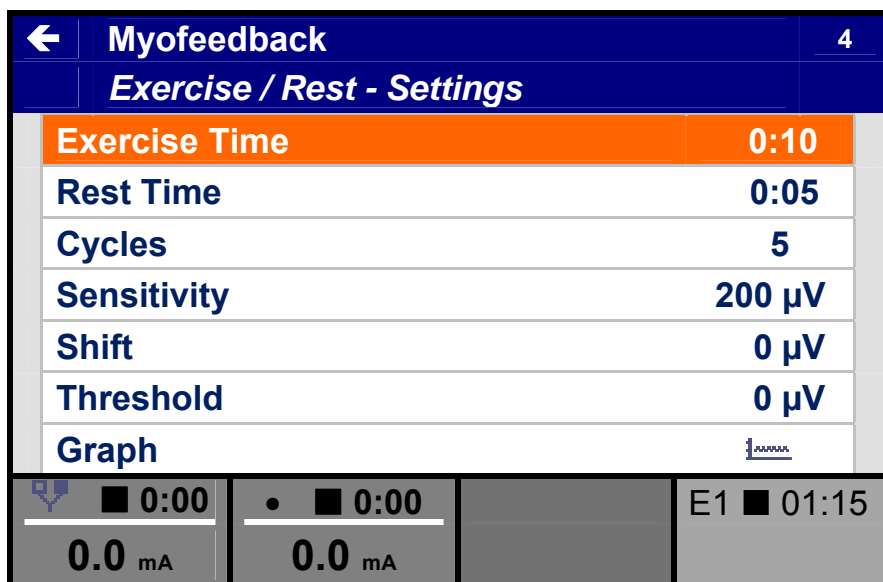 Myofeedback 4
Exercise / Rest - Settings
Exercise Time 0:10
Rest Time 0:05
Cycles 5
Sensitivity 200 µV
Shift 0 µV
Threshold 0 µV
Graph
0:00 0:00 E1 01:15
0.0 mA 0.0 mA